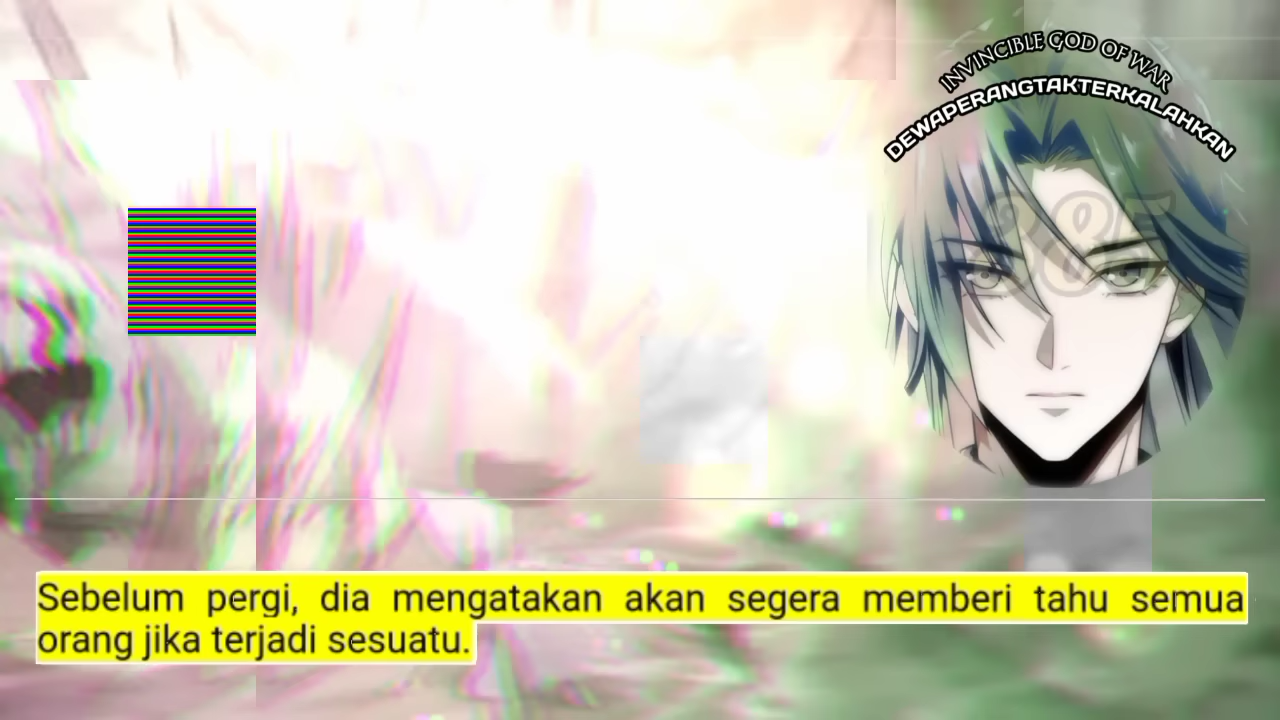 INVINCIBLE GOD OF WAR
DEWAPERANGTAKTERKALAHKAN
Sebelum pergi, dia mengatakan akan segera memberi tahu semua
orang jika terjadi sesuatu.